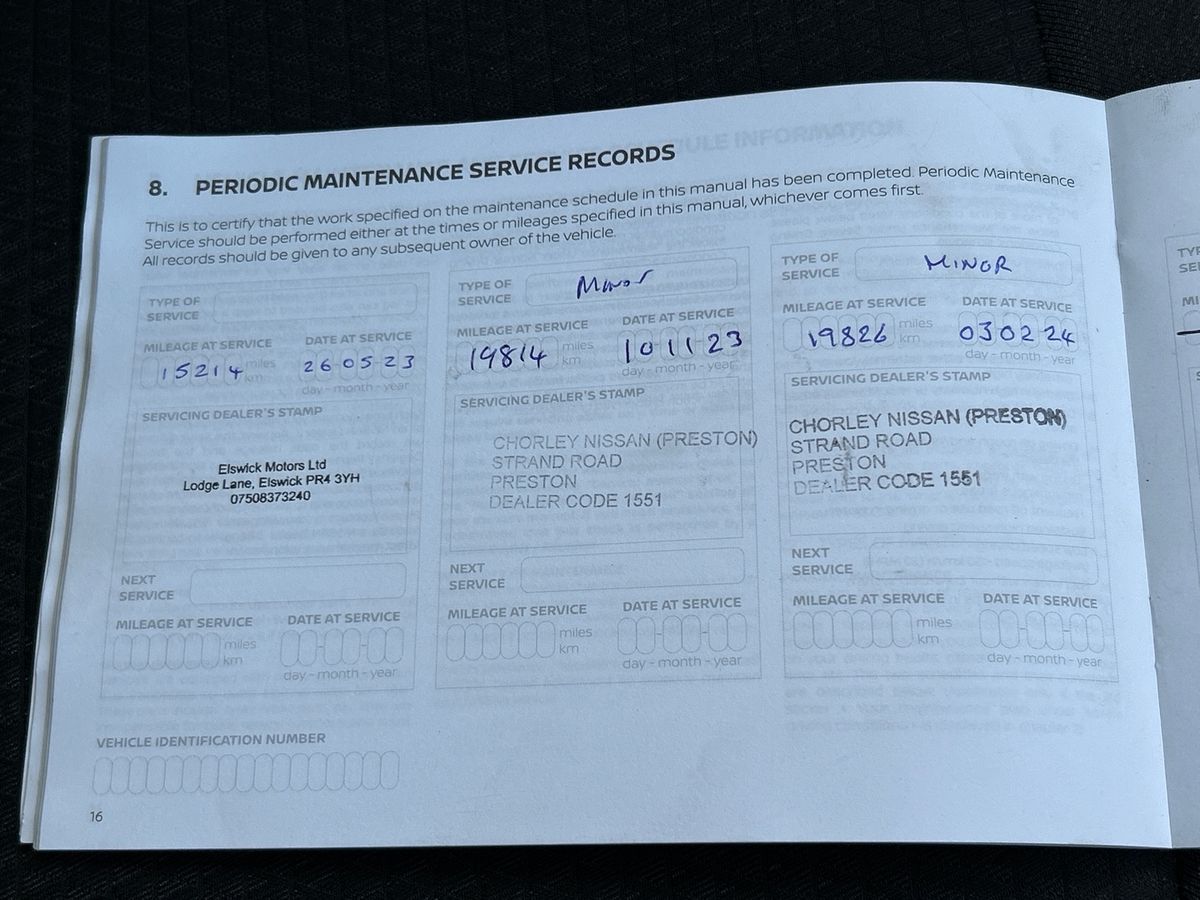 8. PERIODIC MAINTENANCE SERVICE RECORDS
This is to certify that the work specified on the maintenance schedule in this manual has been completed. Periodic Maintenance
Service should be performed either at the times or mileages specified in this manual, whichever comes first.
All records should be given to any subsequent owner of the vehicle.
TYPE OF
SERVICE
MILEAGE AT SERVICE DATE AT SERVICE
15214 miles 26 05 23
km
day - month - year
SERVICING DEALER'S STAMP
Elswick Motors Ltd
Lodge Lane, Elswick PR4 3YH
07508373240
NEXT
SERVICE
MILEAGE AT SERVICE DATE AT SERVICE
miles
km
day - month - year
TYPE OF
SERVICE Minor
MILEAGE AT SERVICE DATE AT SERVICE
19814 miles 10 11 23
km
day - month - year
SERVICING DEALER'S STAMP
CHORLEY NISSAN (PRESTON)
STRAND ROAD
PRESTON
DEALER CODE 1551
NEXT
SERVICE
MILEAGE AT SERVICE DATE AT SERVICE
miles
km
day - month - year
TYPE OF
SERVICE MINOR
MILEAGE AT SERVICE DATE AT SERVICE
19826 miles 03 02 24
km
day - month - year
SERVICING DEALER'S STAMP
CHORLEY NISSAN (PRESTON)
STRAND ROAD
PRESTON
DEALER CODE 1551
NEXT
SERVICE
MILEAGE AT SERVICE DATE AT SERVICE
miles
km
day - month - year
VEHICLE IDENTIFICATION NUMBER
16